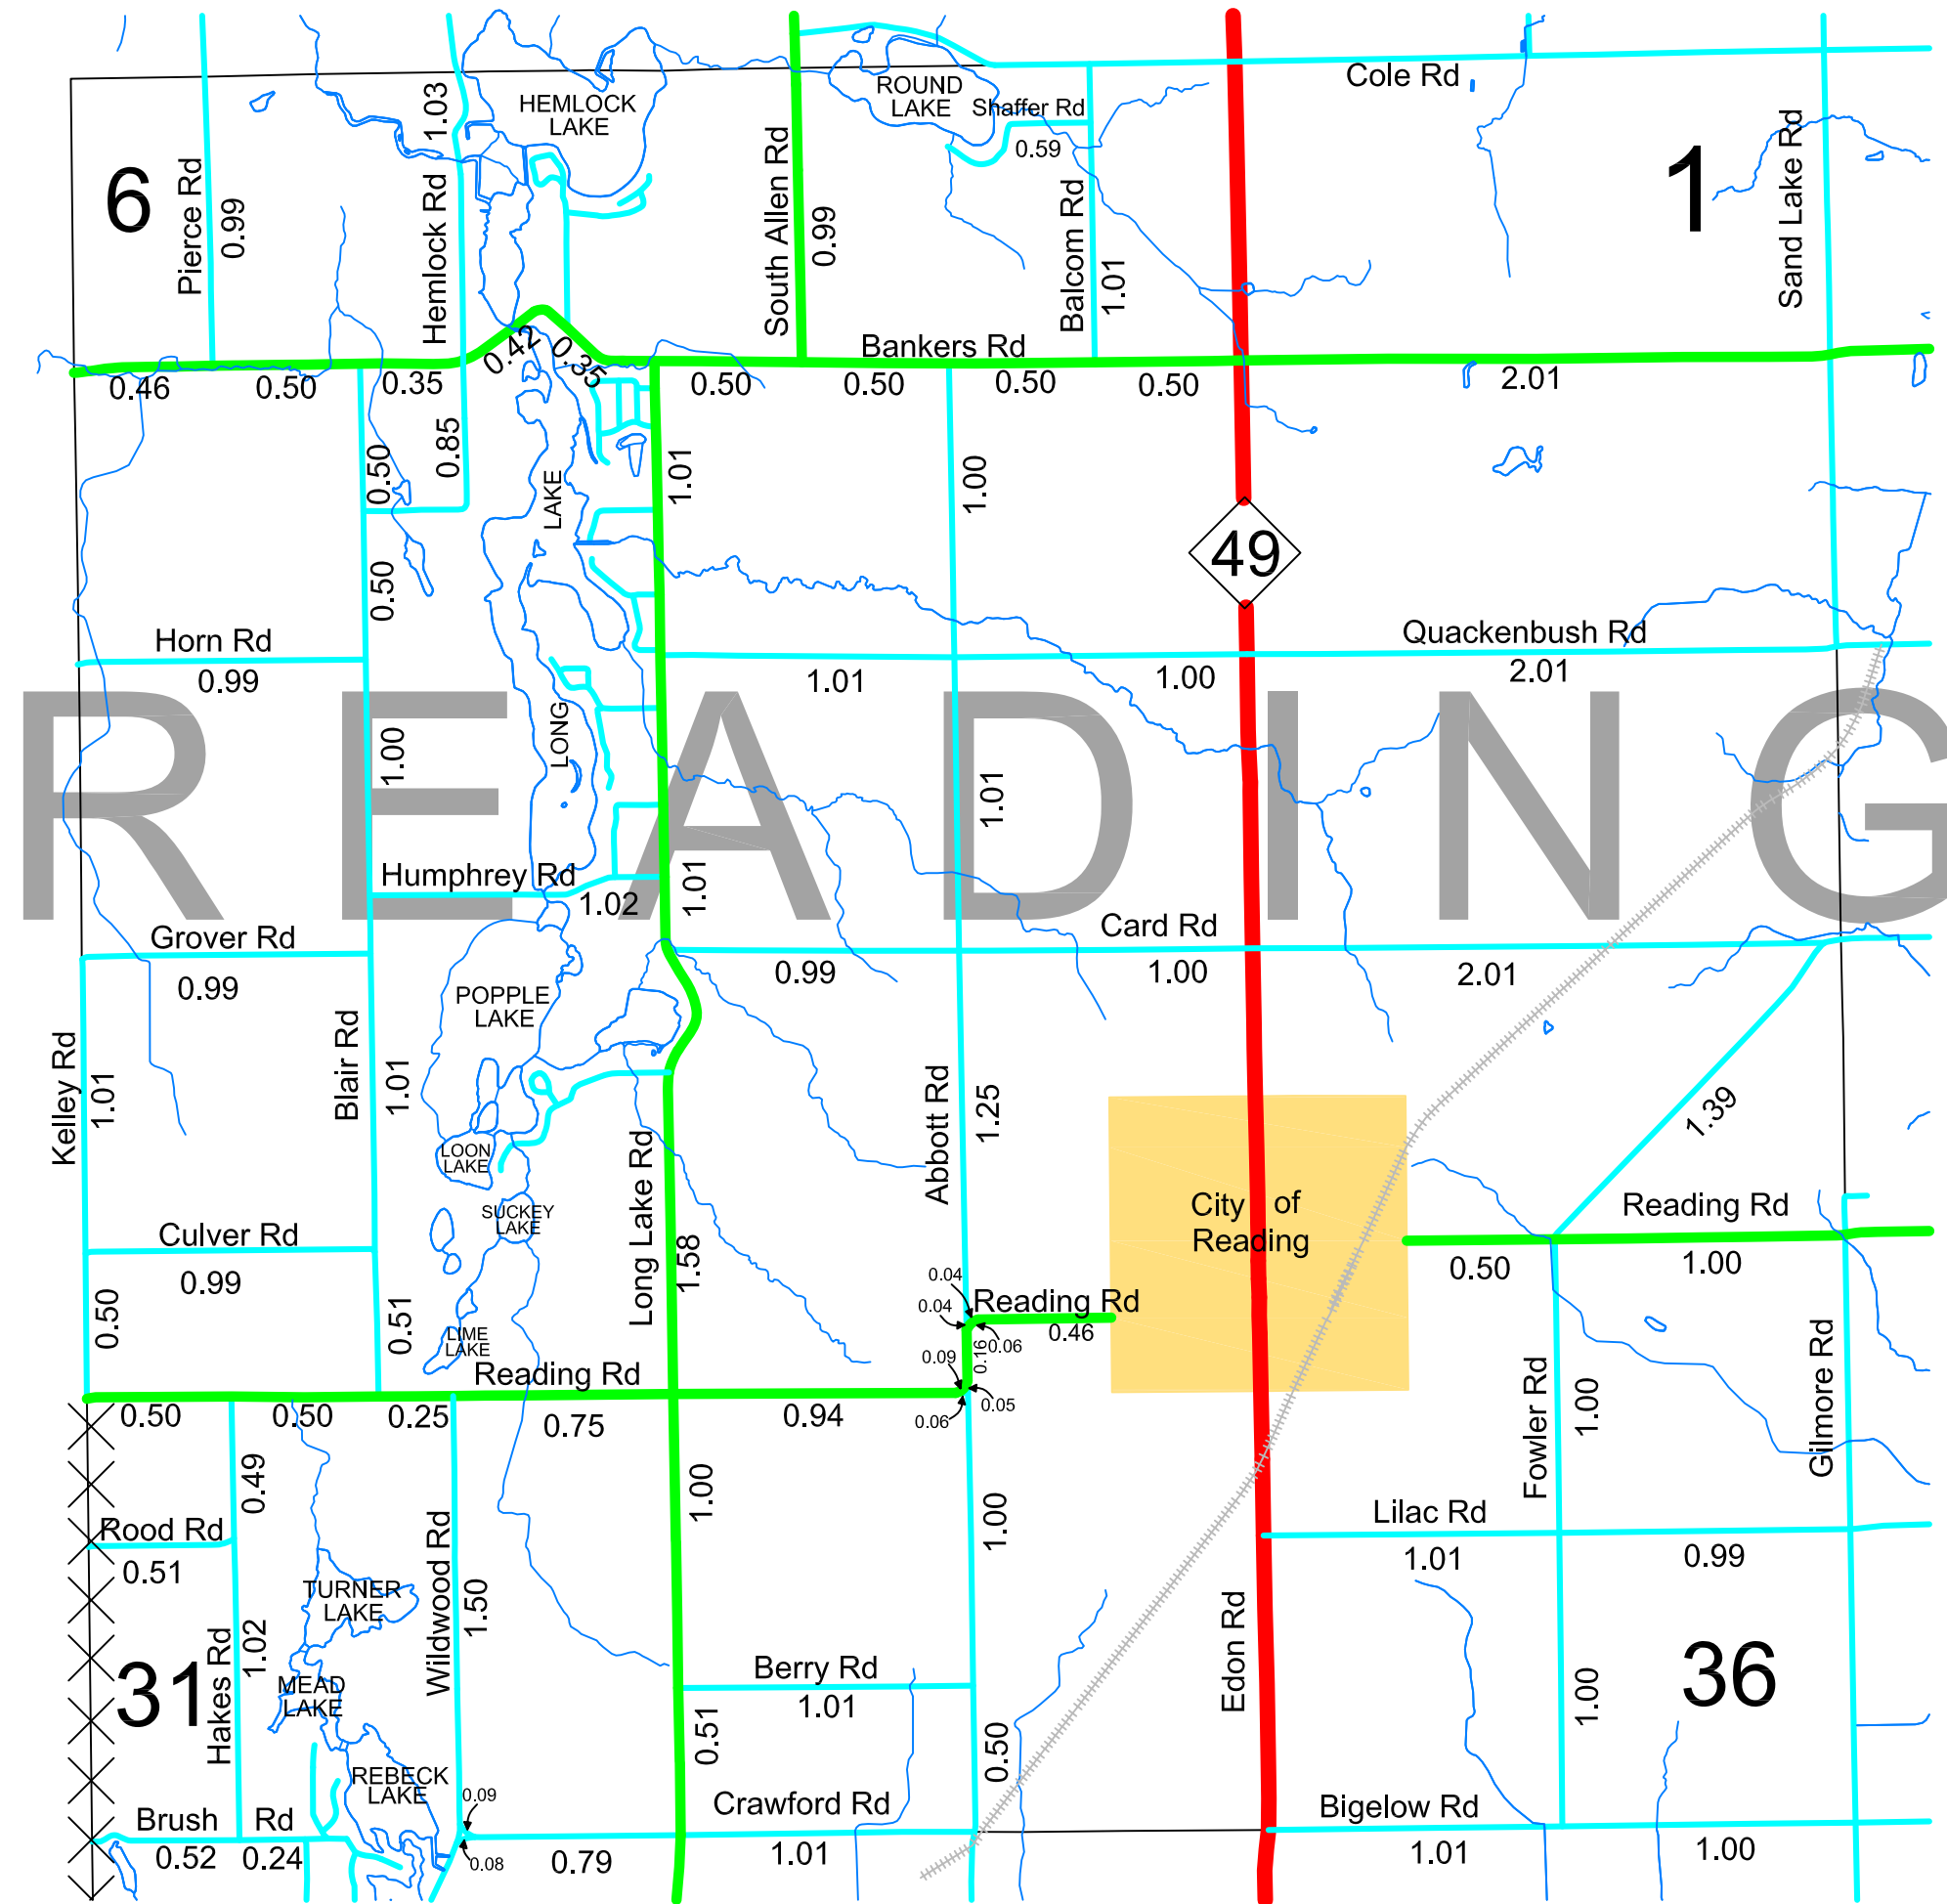 Cole Rd
HEMLOCK
LAKE
ROUND
LAKE
Shaffer Rd
0.59
1.03
6
Pierce Rd
0.99
Hemlock Rd
South Allen Rd
0.99
Balcom Rd
1.01
1
Sand Lake Rd
Bankers Rd
0.46
0.50
0.35
0.42
0.35
0.50
0.50
0.50
0.50
2.01
0.50
0.85
LONG LAKE
1.01
1.00
49
0.50
Horn Rd
0.99
Quackenbush Rd
1.01
1.00
2.01
READING
1.00
1.01
Humphrey Rd
1.02
1.01
Grover Rd
0.99
Card Rd
0.99
1.00
2.01
POPPLE
LAKE
Kelley Rd
1.01
Blair Rd
1.01
Abbott Rd
1.25
1.39
LOON
LAKE
SUCKEY
LAKE
Long Lake Rd
1.58
City of
Reading
Reading Rd
0.50
1.00
Culver Rd
0.99
0.50
0.51
LIME
LAKE
0.04
0.04
Reading Rd
0.46
0.06
0.16
0.09
0.05
0.06
Reading Rd
0.50
0.50
0.25
0.75
0.94
Fowler Rd
1.00
Gilmore Rd
0.49
1.00
1.00
Rood Rd
0.51
Lilac Rd
1.01
0.99
TURNER
LAKE
Wildwood Rd
1.50
Hakes Rd
1.02
31
MEAD
LAKE
Berry Rd
1.01
Edon Rd
1.00
36
0.51
0.50
REBECK
LAKE
0.09
Crawford Rd
Brush Rd
0.52
0.24
0.08
0.79
1.01
Bigelow Rd
1.01
1.00